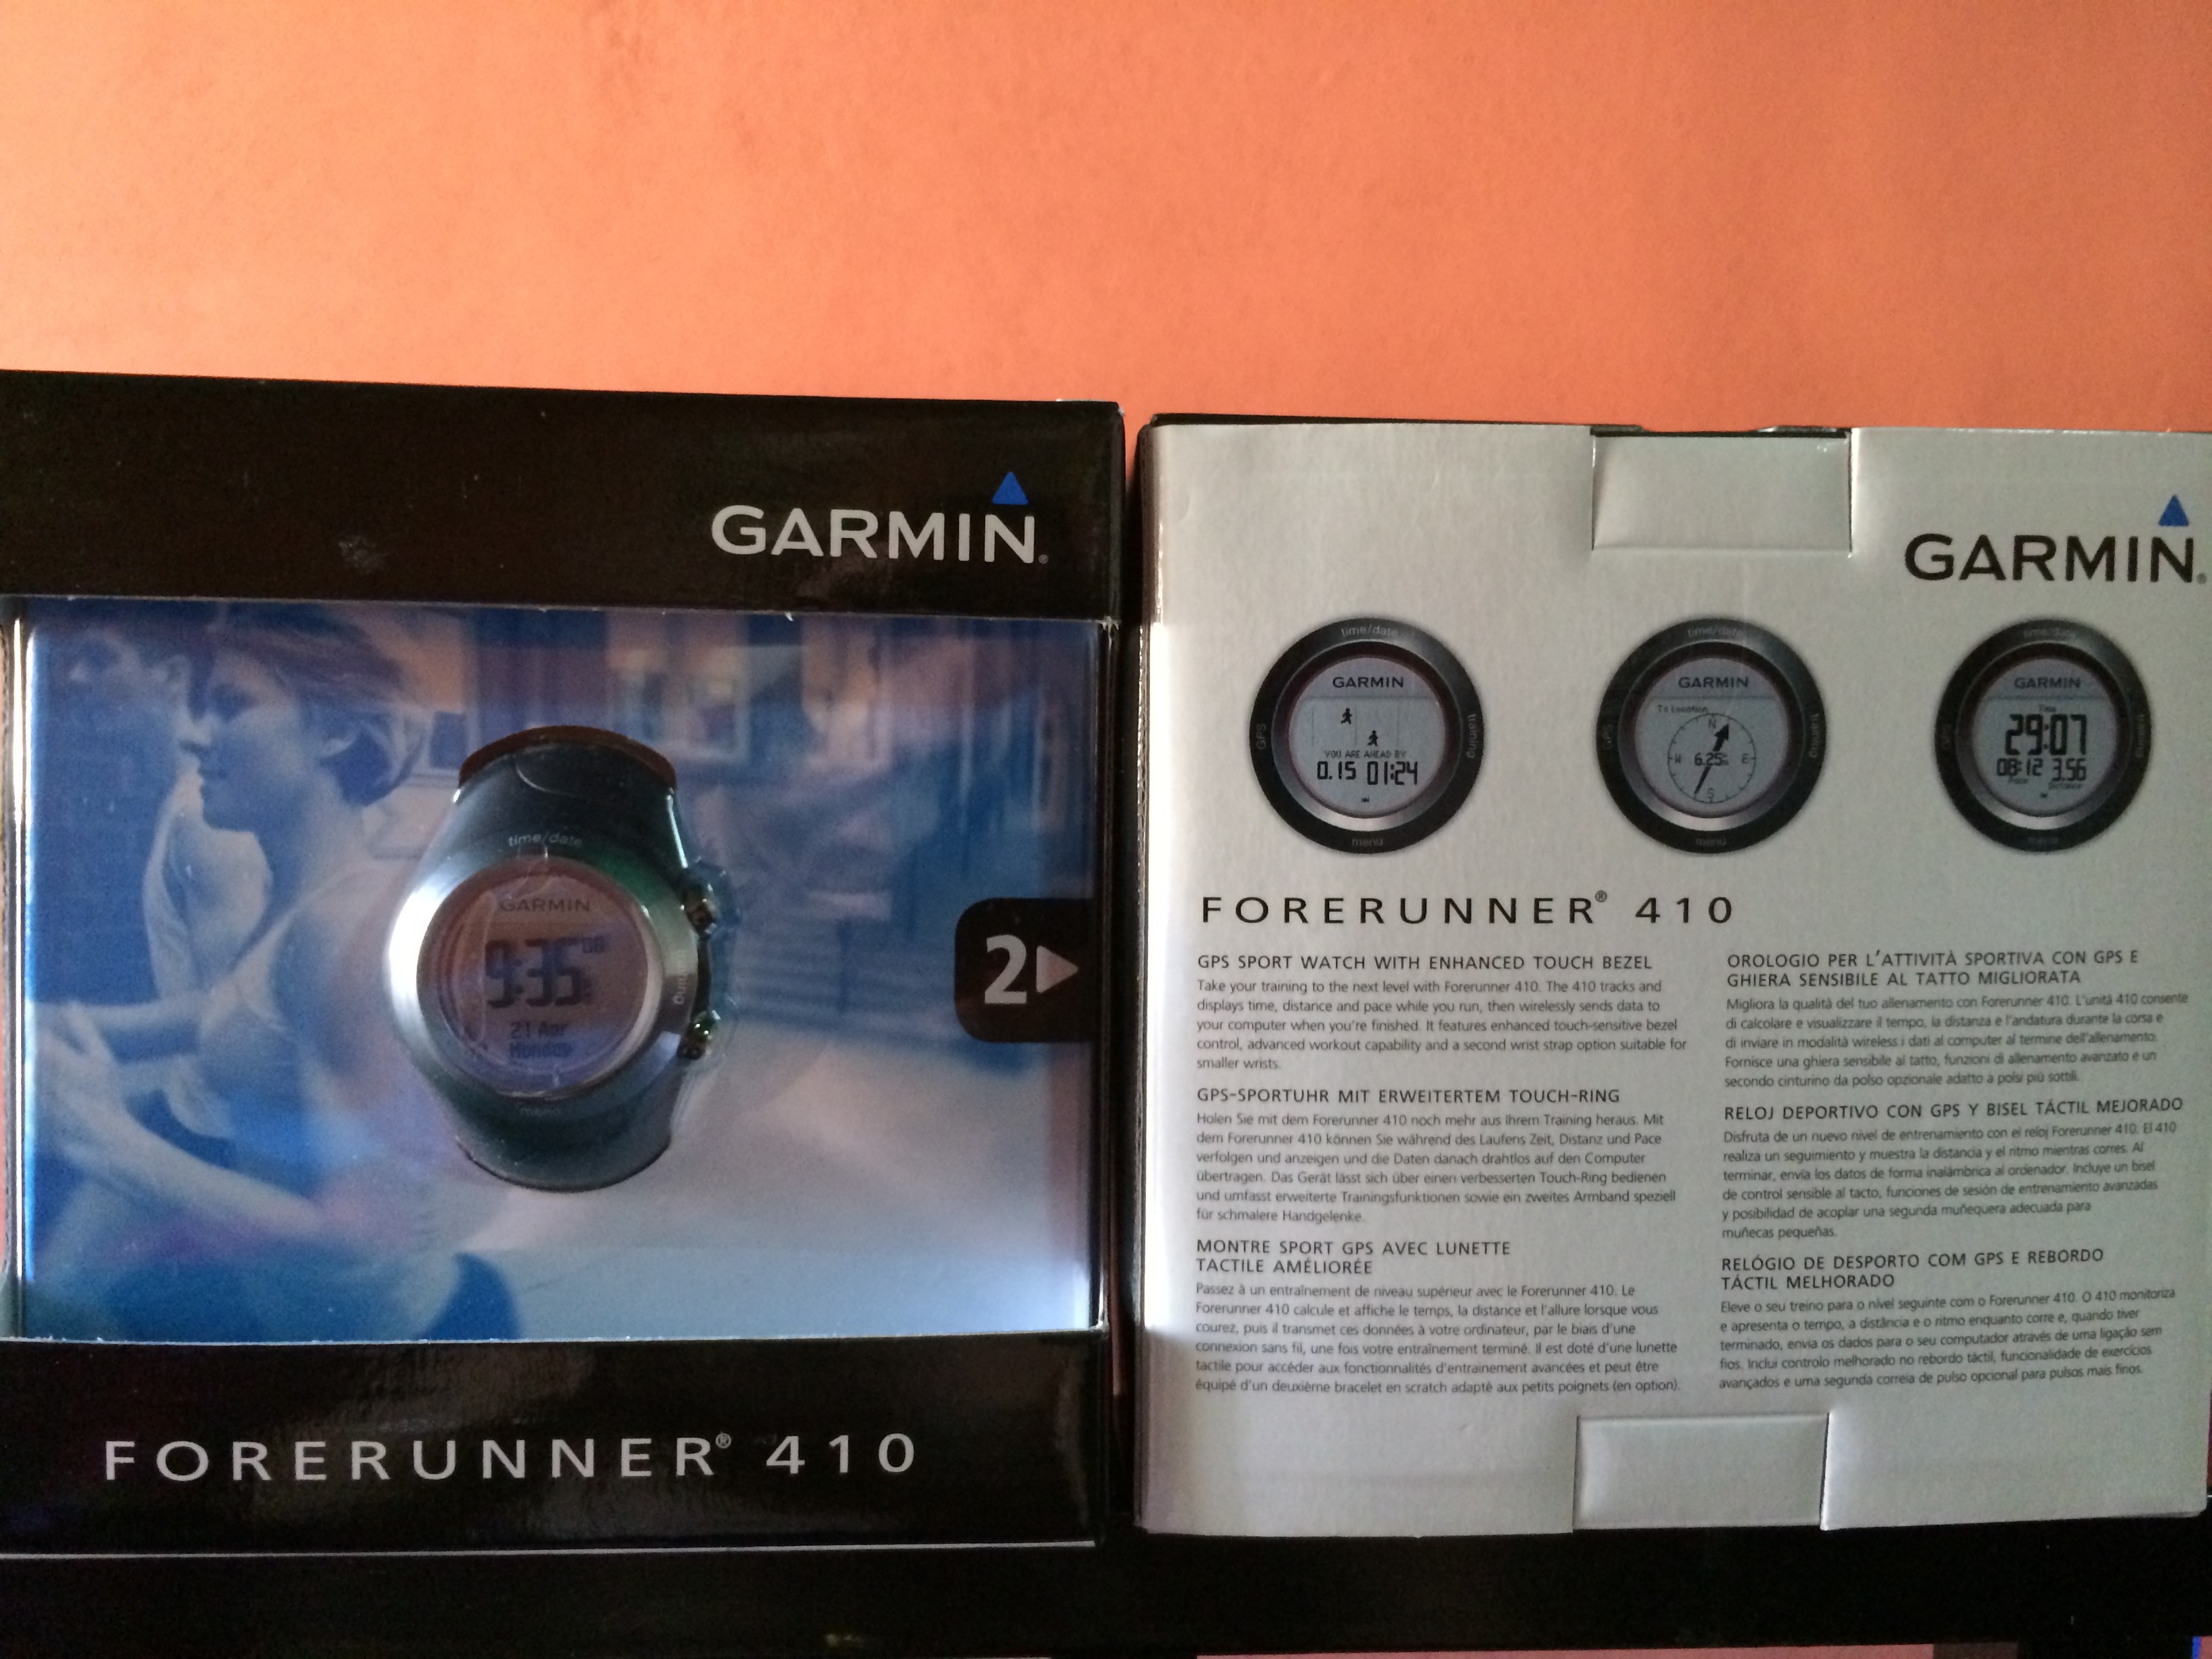 GARMIN®
time/date
GARMIN
9:35
21 Apr
Monday
training
menu
2
FORERUNNER® 410
GARMIN®
time/date
GPS
training
GARMIN
YOU ARE AHEAD BY
0.15 01:24
menu
time/date
GPS
training
GARMIN
To Location
N
W 6.25 E
S
menu
time/date
GPS
training
GARMIN
Time
29:07
08:12 3.56
Pace Distance
menu
FORERUNNER® 410
GPS SPORT WATCH WITH ENHANCED TOUCH BEZEL
Take your training to the next level with Forerunner 410. The 410 tracks and
displays time, distance and pace while you run, then wirelessly sends data to
your computer when you're finished. It features enhanced touch-sensitive bezel
control, advanced workout capability and a second wrist strap option suitable for
smaller wrists.
GPS-SPORTUHR MIT ERWEITERTEM TOUCH-RING
Holen Sie mit dem Forerunner 410 noch mehr aus Ihrem Training heraus. Mit
dem Forerunner 410 können Sie während des Laufens Zeit, Distanz und Pace
verfolgen und anzeigen und die Daten danach drahtlos auf den Computer
übertragen. Das Gerät lässt sich über einen verbesserten Touch-Ring bedienen
und umfasst erweiterte Trainingsfunktionen sowie ein zweites Armband speziell
für schmalere Handgelenke.
MONTRE SPORT GPS AVEC LUNETTE
TACTILE AMÉLIORÉE
Passez à un entraînement de niveau supérieur avec le Forerunner 410. Le
Forerunner 410 calcule et affiche le temps, la distance et l'allure lorsque vous
courez, puis il transmet ces données à votre ordinateur, par le biais d'une
connexion sans fil, une fois votre entraînement terminé. Il est doté d'une lunette
tactile pour accéder aux fonctionnalités d'entrainement avancées et peut être
équipé d'un deuxième bracelet en scratch adapté aux petits poignets (en option).
OROLOGIO PER L'ATTIVITÀ SPORTIVA CON GPS E
GHIERA SENSIBILE AL TATTO MIGLIORATA
Migliora la qualità del tuo allenamento con Forerunner 410. L'unità 410 consente
di calcolare e visualizzare il tempo, la distanza e l'andatura durante la corsa e
di inviare in modalità wireless i dati al computer al termine dell'allenamento.
Fornisce una ghiera sensibile al tatto, funzioni di allenamento avanzato e un
secondo cinturino da polso opzionale adatto a polsi più sottili.
RELOJ DEPORTIVO CON GPS Y BISEL TÁCTIL MEJORADO
Disfruta de un nuevo nivel de entrenamiento con el reloj Forerunner 410. El 410
realiza un seguimiento y muestra la distancia y el ritmo mientras corres. Al
terminar, envía los datos de forma inalámbrica al ordenador. Incluye un bisel
de control sensible al tacto, funciones de sesión de entrenamiento avanzadas
y posibilidad de acoplar una segunda muñequera adecuada para
muñecas pequeñas.
RELÓGIO DE DESPORTO COM GPS E REBORDO
TÁCTIL MELHORADO
Eleve o seu treino para o nível seguinte com o Forerunner 410. O 410 monitoriza
e apresenta o tempo, a distância e o ritmo enquanto corre e, quando tiver
terminado, envia os dados para o seu computador através de uma ligação sem
fios. Inclui controlo melhorado no rebordo táctil, funcionalidade de exercícios
avançados e uma segunda correia de pulso opcional para pulsos mais finos.